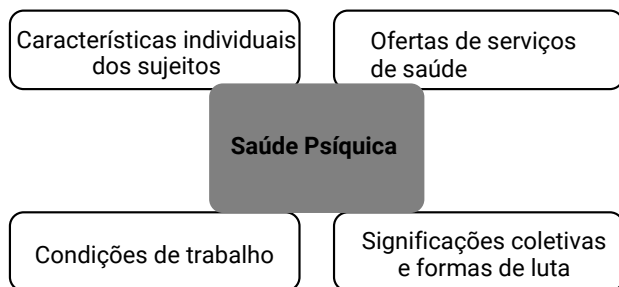 Características individuais
dos sujeitos
Ofertas de serviços
de saúde
Saúde Psíquica
Condições de trabalho
Significações coletivas
e formas de luta